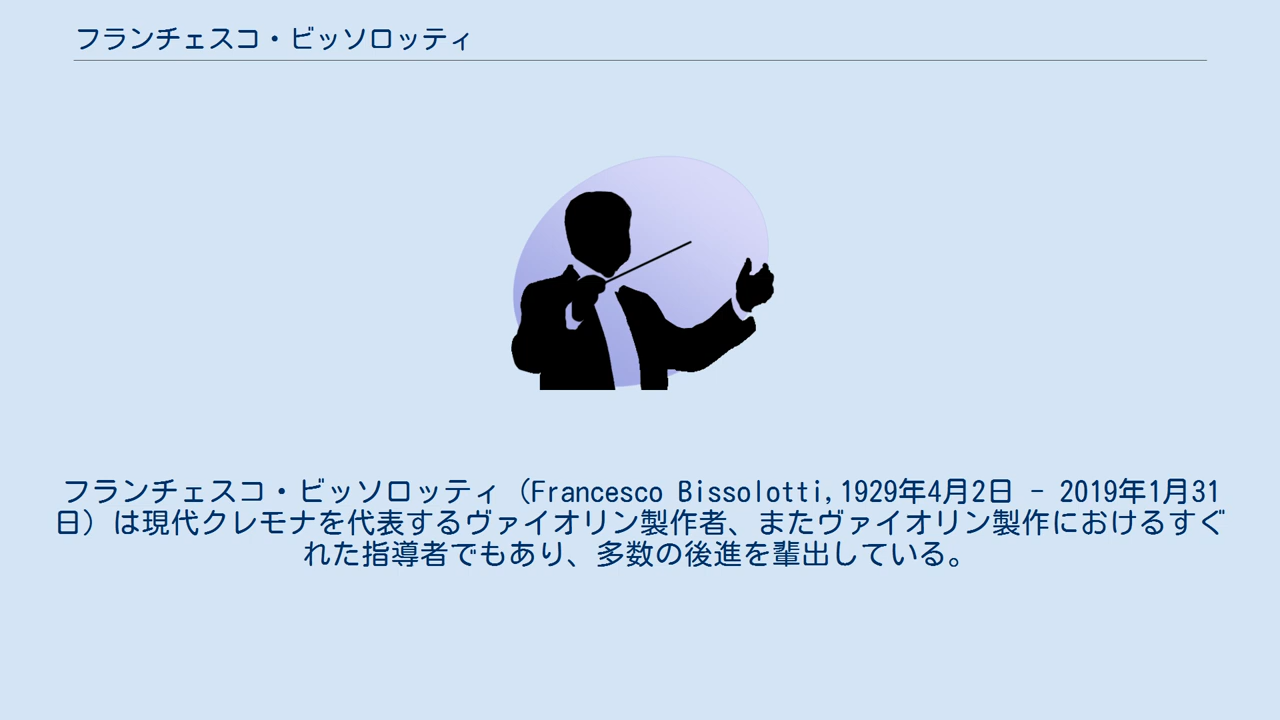 フランチェスコ・ビッソロッティ
フランチェスコ・ビッソロッティ（Francesco Bissolotti,1929年4月2日 - 2019年1月31
日）は現代クレモナを代表するヴァイオリン製作者、またヴァイオリン製作におけるすぐ
れた指導者でもあり、多数の後進を輩出している。